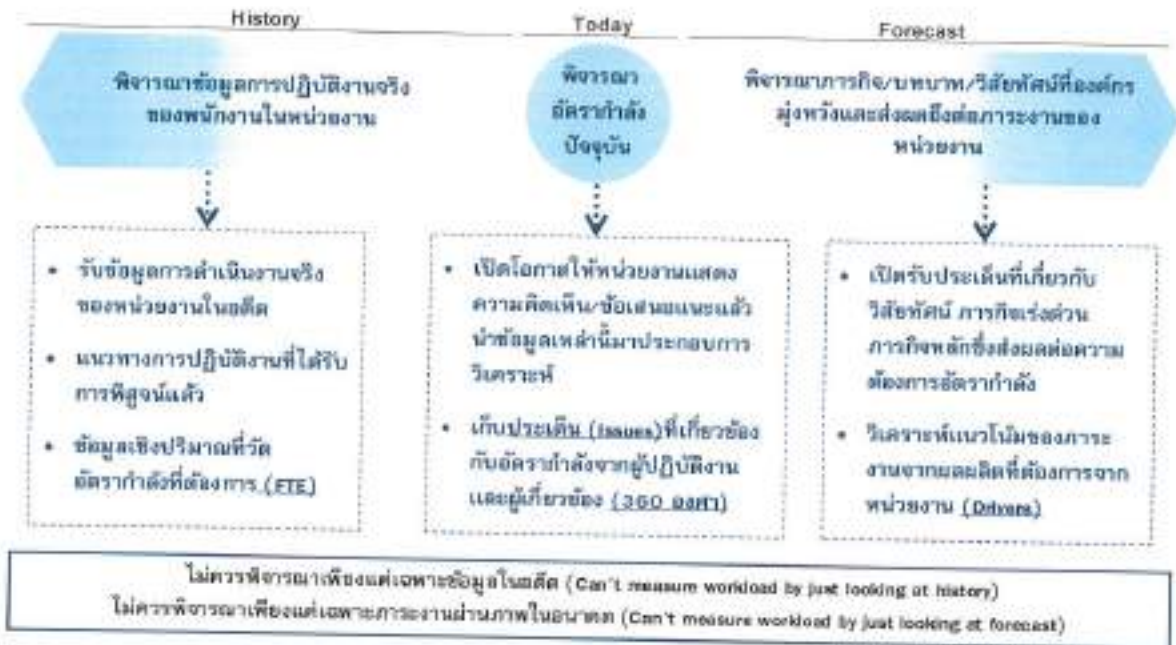 History
Today
Forecast
พิจารณาข้อมูลการปฏิบัติงานจริง
ของพนักงานในหน่วยงาน
พิจารณา
อัตรากำลัง
ปัจจุบัน
พิจารณาภารกิจ/บทบาท/วิสัยทัศน์ที่องค์กร
มุ่งหวังและส่งผลถึงต่อภาระงานของ
หน่วยงาน
• รับข้อมูลการดำเนินงานจริง
ของหน่วยงานในอดีต
• แนวทางการปฏิบัติงานที่ได้รับ
การพิสูจน์แล้ว
• ข้อมูลเชิงปริมาณที่วัด
อัตรากำลังที่ต้องการ (FTE)
• เปิดโอกาสให้หน่วยงานแสดง
ความคิดเห็น/ข้อเสนอแนะแล้ว
นำข้อมูลเหล่านี้มาประกอบการ
วิเคราะห์
• เก็บประเด็น (Issues)ที่เกี่ยวข้อง
กับอัตรากำลังจากผู้ปฏิบัติงาน
และผู้เกี่ยวข้อง (360 องศา)
• เปิดรับประเด็นที่เกี่ยวกับ
วิสัยทัศน์ ภารกิจเร่งด่วน
ภารกิจหลักซึ่งส่งผลต่อความ
ต้องการอัตรากำลัง
• วิเคราะห์แนวโน้มของภาระ
งานจากผลผลิตที่ต้องการจาก
หน่วยงาน (Drivers)
ไม่ควรพิจารณาเพียงแต่เฉพาะข้อมูลในอดีต (Can't measure workload by just looking at history)
ไม่ควรพิจารณาเพียงแต่เฉพาะภาระงานผ่านภาพในอนาคต (Can't measure workload by just looking at forecast)